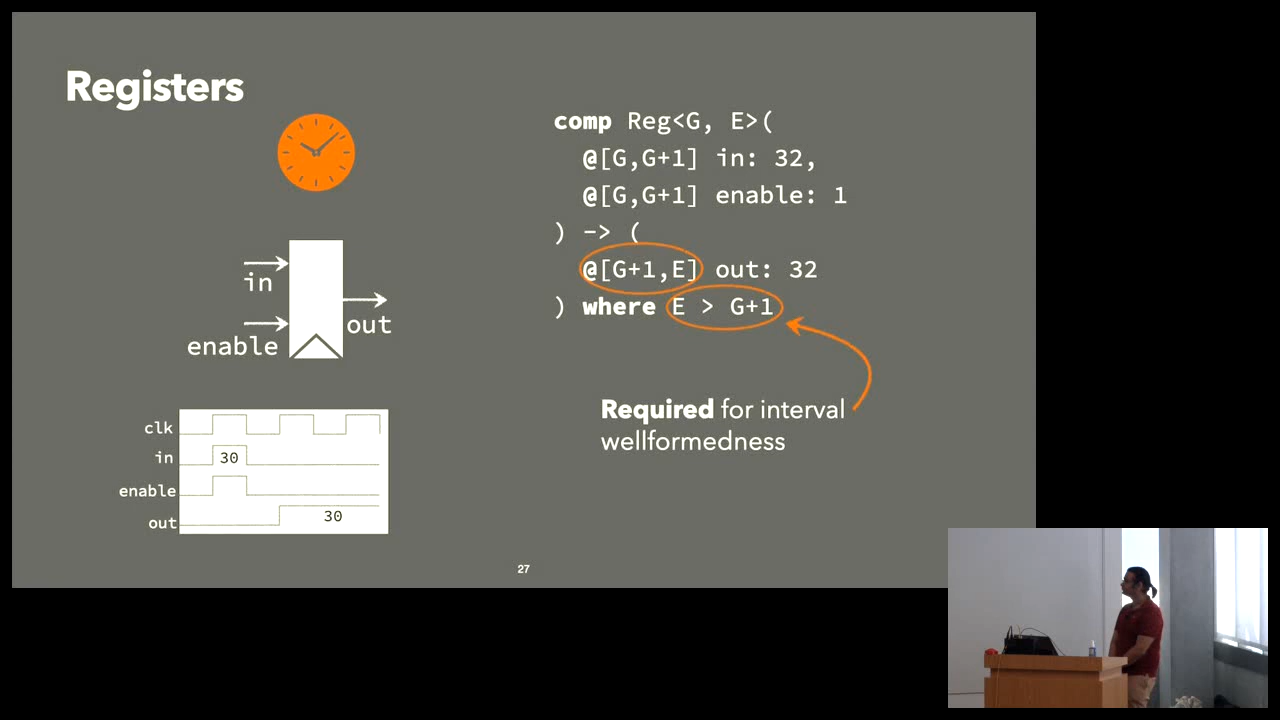 Registers
comp Reg<G, E>(
@[G,G+1] in: 32,
@[G,G+1] enable: 1
) -> (
@[G+1,E] out: 32
) where E > G+1
in
enable
out
Required for interval
wellformedness
clk
in 30
enable
out 30
27